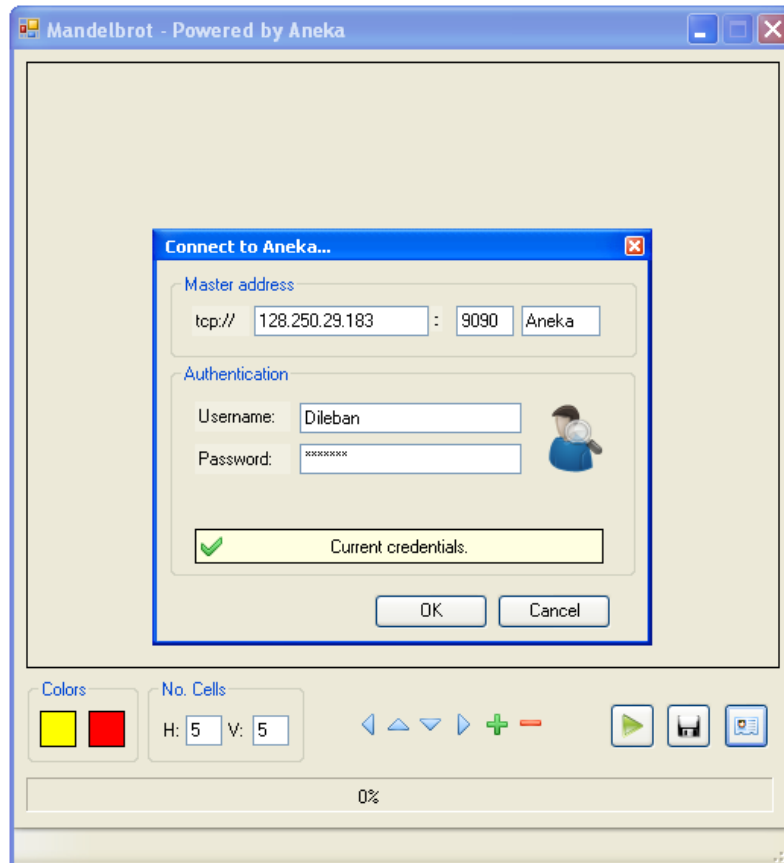 Mandelbrot - Powered by Aneka
Connect to Aneka...
Master address
tcp:// 128.250.29.183 : 9090 Aneka
Authentication
Username: Dileban
Password: *******
Current credentials.
OK Cancel
Colors No. Cells
H: 5 V: 5
0%